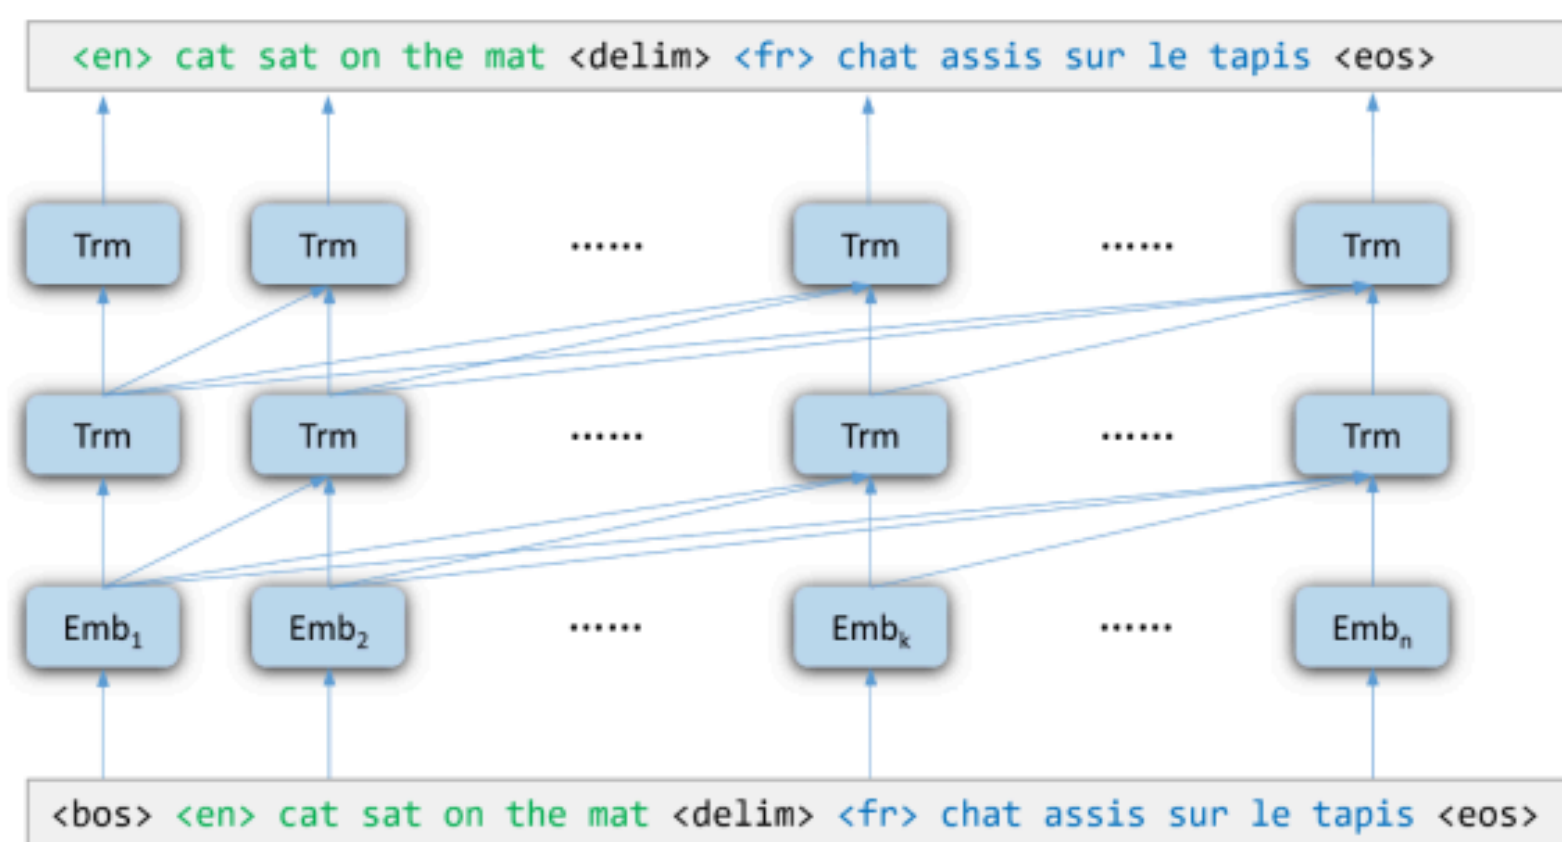 <en> cat sat on the mat <delim> <fr> chat assis sur le tapis <eos>
Trm Trm ...... Trm ...... Trm
Trm Trm ...... Trm ...... Trm
Emb1 Emb2 ...... Embk ...... Embn
<bos> <en> cat sat on the mat <delim> <fr> chat assis sur le tapis <eos>